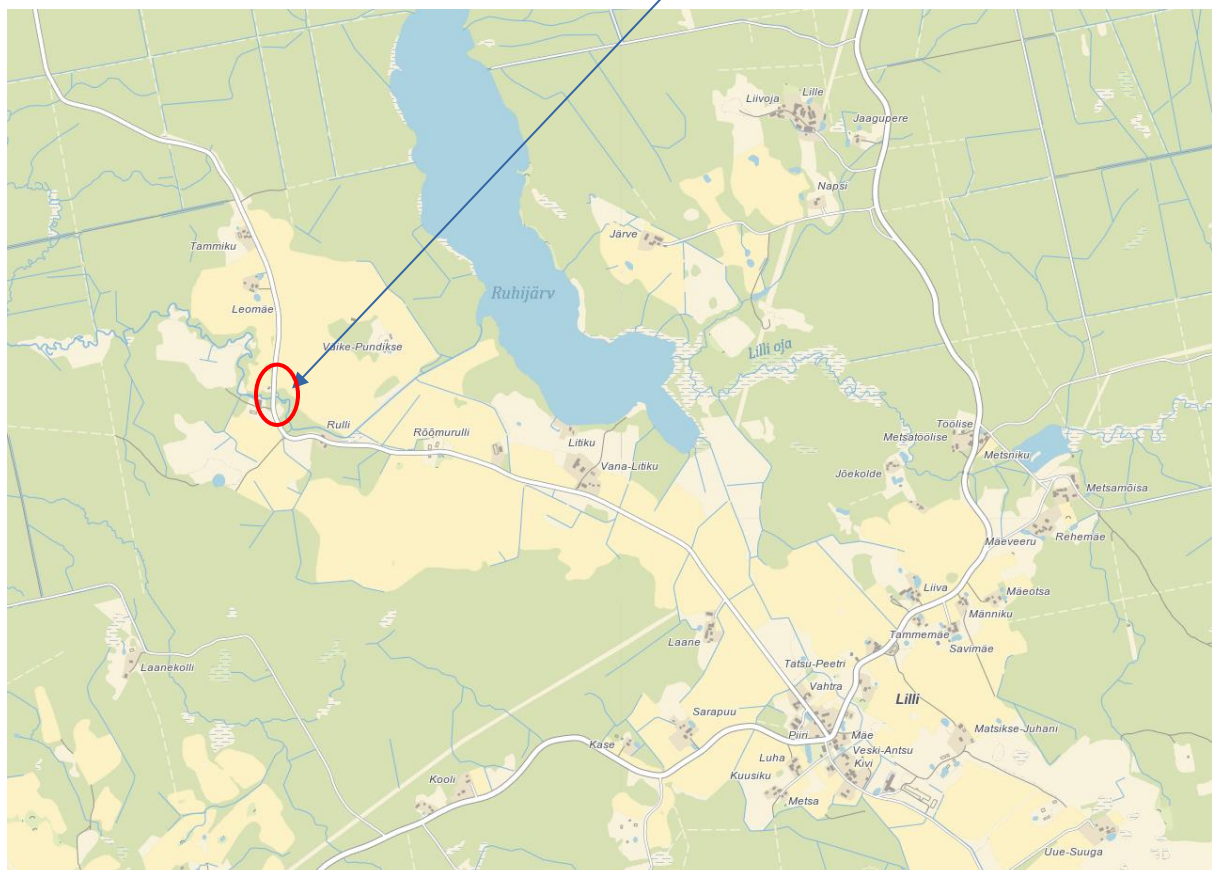 Lille
Liivoja
Jaagupere
Napsi
Järve
Tammiku
Ruhijärv
Leomäe
Väike-Pundikse
Lilli oja
Rulli
Rõõmurulli
Litiku
Vana-Litiku
Töölise
Metsatöölise
Metsniku
Jõekolde
Metsamõisa
Mäeveeru
Rehemäe
Liiva
Mäeotsa
Männiku
Tammemäe
Savimäe
Laane
Laanekolli
Tatsu-Peetri
Vahtra
Lilli
Sarapuu
Matsikse-Juhani
Piiri
Mäe
Kase
Veski-Antsu
Luha
Kivi
Kuusiku
Kooli
Metsa
Uue-Suuga